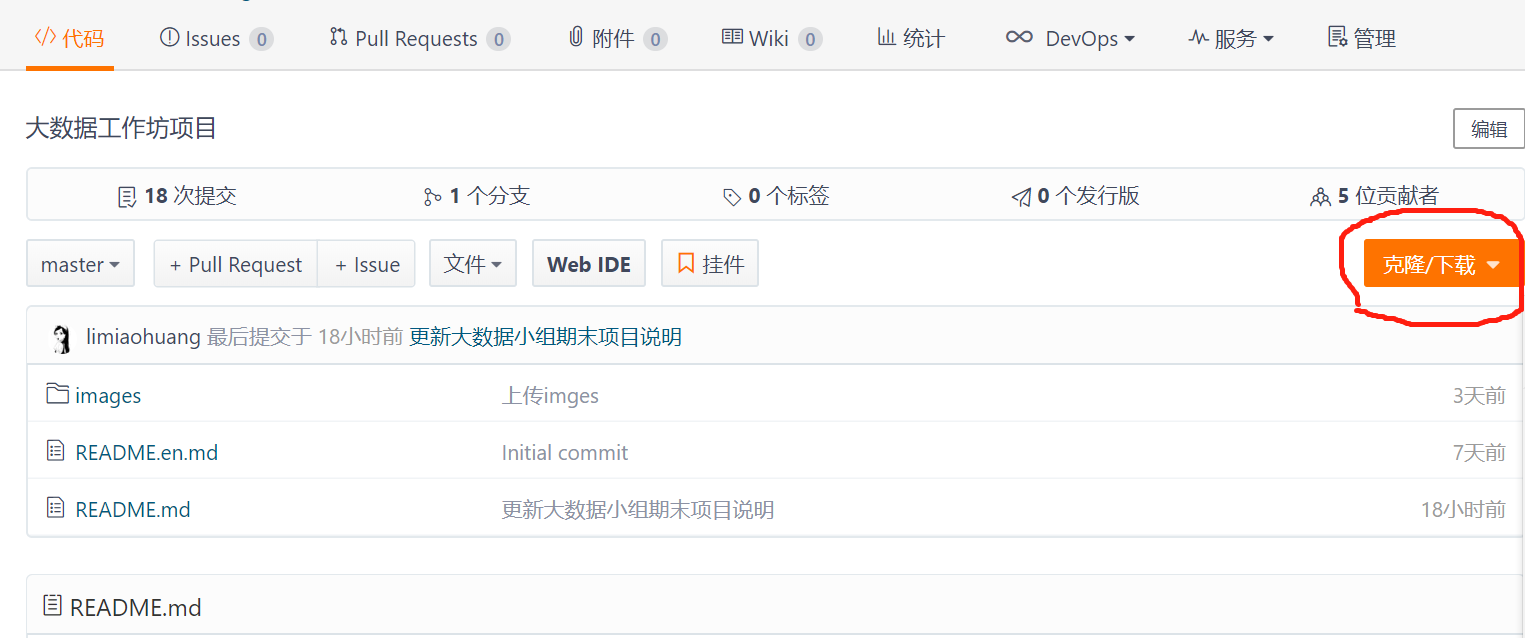 代码 Issues 0 Pull Requests 0 附件 0 Wiki 0 统计 DevOps 服务 管理
大数据工作坊项目 编辑
18 次提交 1 个分支 0 个标签 0 个发行版 5 位贡献者
master + Pull Request + Issue 文件 Web IDE 挂件 克隆/下载
limiaohuang 最后提交于 18小时前 更新大数据小组期末项目说明
images 上传imges 3天前
README.en.md Initial commit 7天前
README.md 更新大数据小组期末项目说明 18小时前
README.md